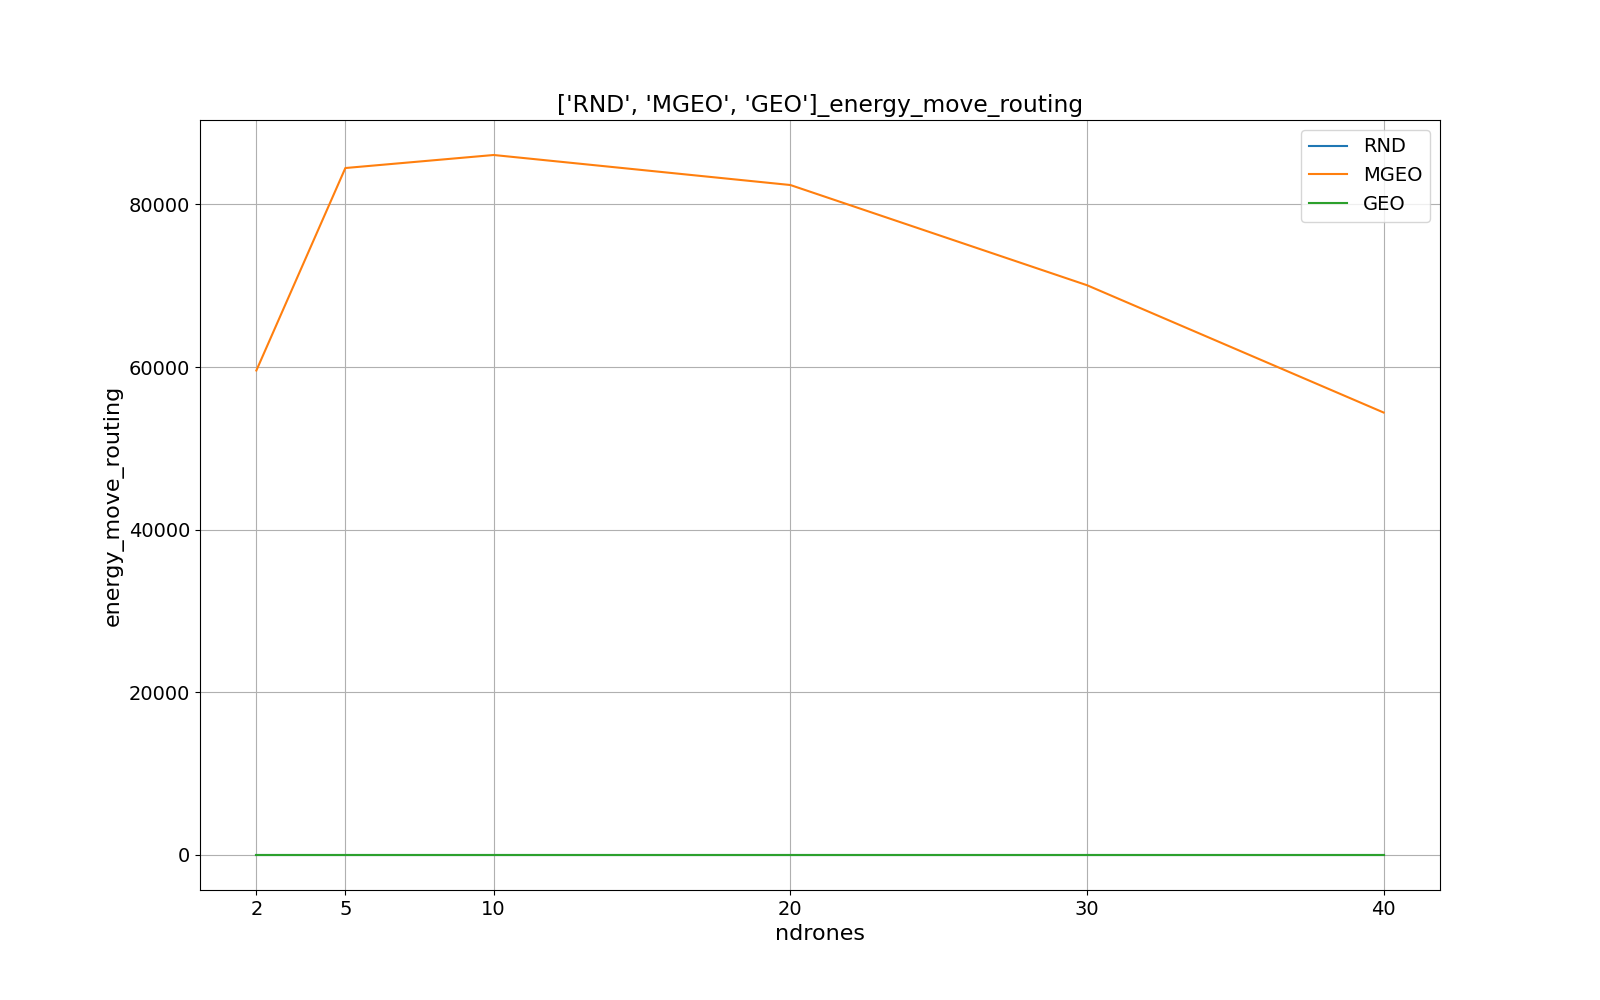 ['RND', 'MGEO', 'GEO']_energy_move_routing
RND
MGEO
GEO
80000
60000
40000
20000
0
energy_move_routing
2 5 10 20 30 40
ndrones